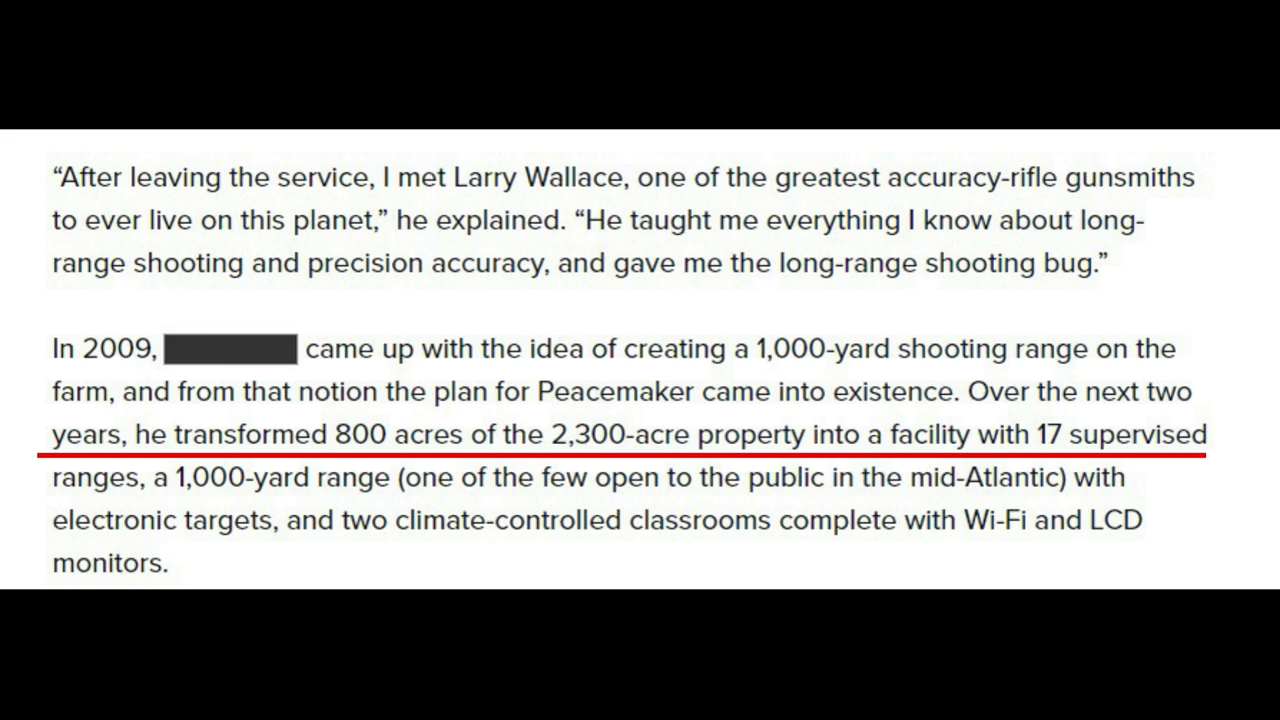 “After leaving the service, I met Larry Wallace, one of the greatest accuracy-rifle gunsmiths
to ever live on this planet,” he explained. “He taught me everything I know about long-
range shooting and precision accuracy, and gave me the long-range shooting bug.”
In 2009, came up with the idea of creating a 1,000-yard shooting range on the
farm, and from that notion the plan for Peacemaker came into existence. Over the next two
years, he transformed 800 acres of the 2,300-acre property into a facility with 17 supervised
ranges, a 1,000-yard range (one of the few open to the public in the mid-Atlantic) with
electronic targets, and two climate-controlled classrooms complete with Wi-Fi and LCD
monitors.